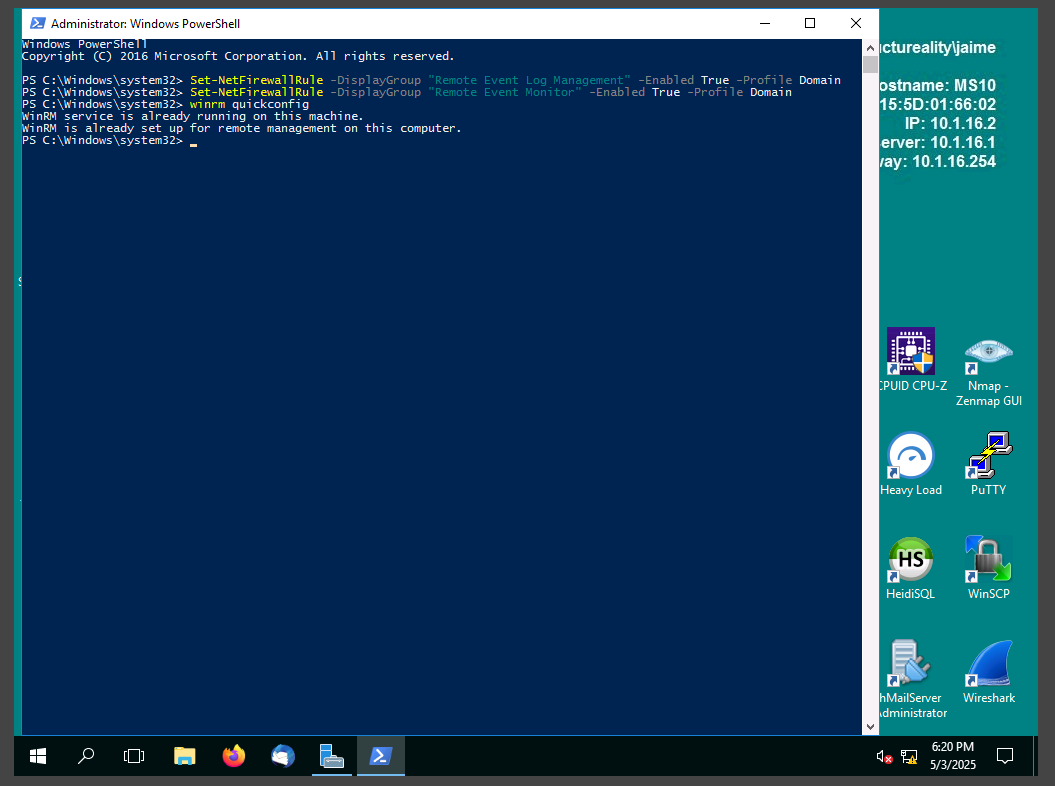 Administrator: Windows PowerShell
Windows PowerShell
Copyright (C) 2016 Microsoft Corporation. All rights reserved.
PS C:\Windows\system32> Set-NetFirewallRule -DisplayGroup "Remote Event Log Management" -Enabled True -Profile Domain
PS C:\Windows\system32> Set-NetFirewallRule -DisplayGroup "Remote Event Monitor" -Enabled True -Profile Domain
PS C:\Windows\system32> winrm quickconfig
WinRM service is already running on this machine.
WinRM is already set up for remote management on this computer.
PS C:\Windows\system32>
uctureality\jaime
ostname: MS10
15:5D:01:66:02
IP: 10.1.16.2
erver: 10.1.16.1
way: 10.1.16.254
CPUID CPU-Z
Nmap -
Zenmap GUI
Heavy Load
PuTTY
HS
HeidiSQL
WinSCP
hMailServer
Administrator
Wireshark
6:20 PM
5/3/2025